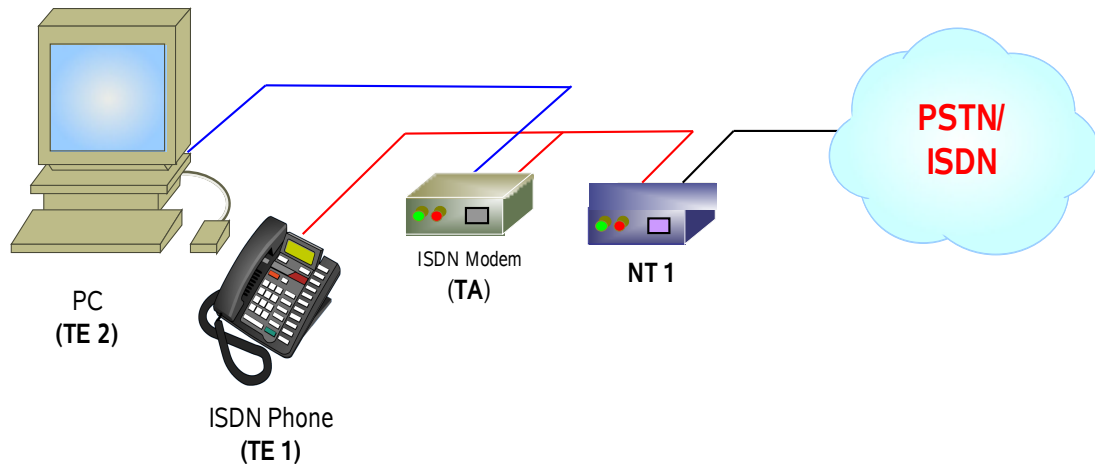 PSTN/
ISDN
ISDN Modem
(TA)
NT 1
PC
(TE 2)
ISDN Phone
(TE 1)